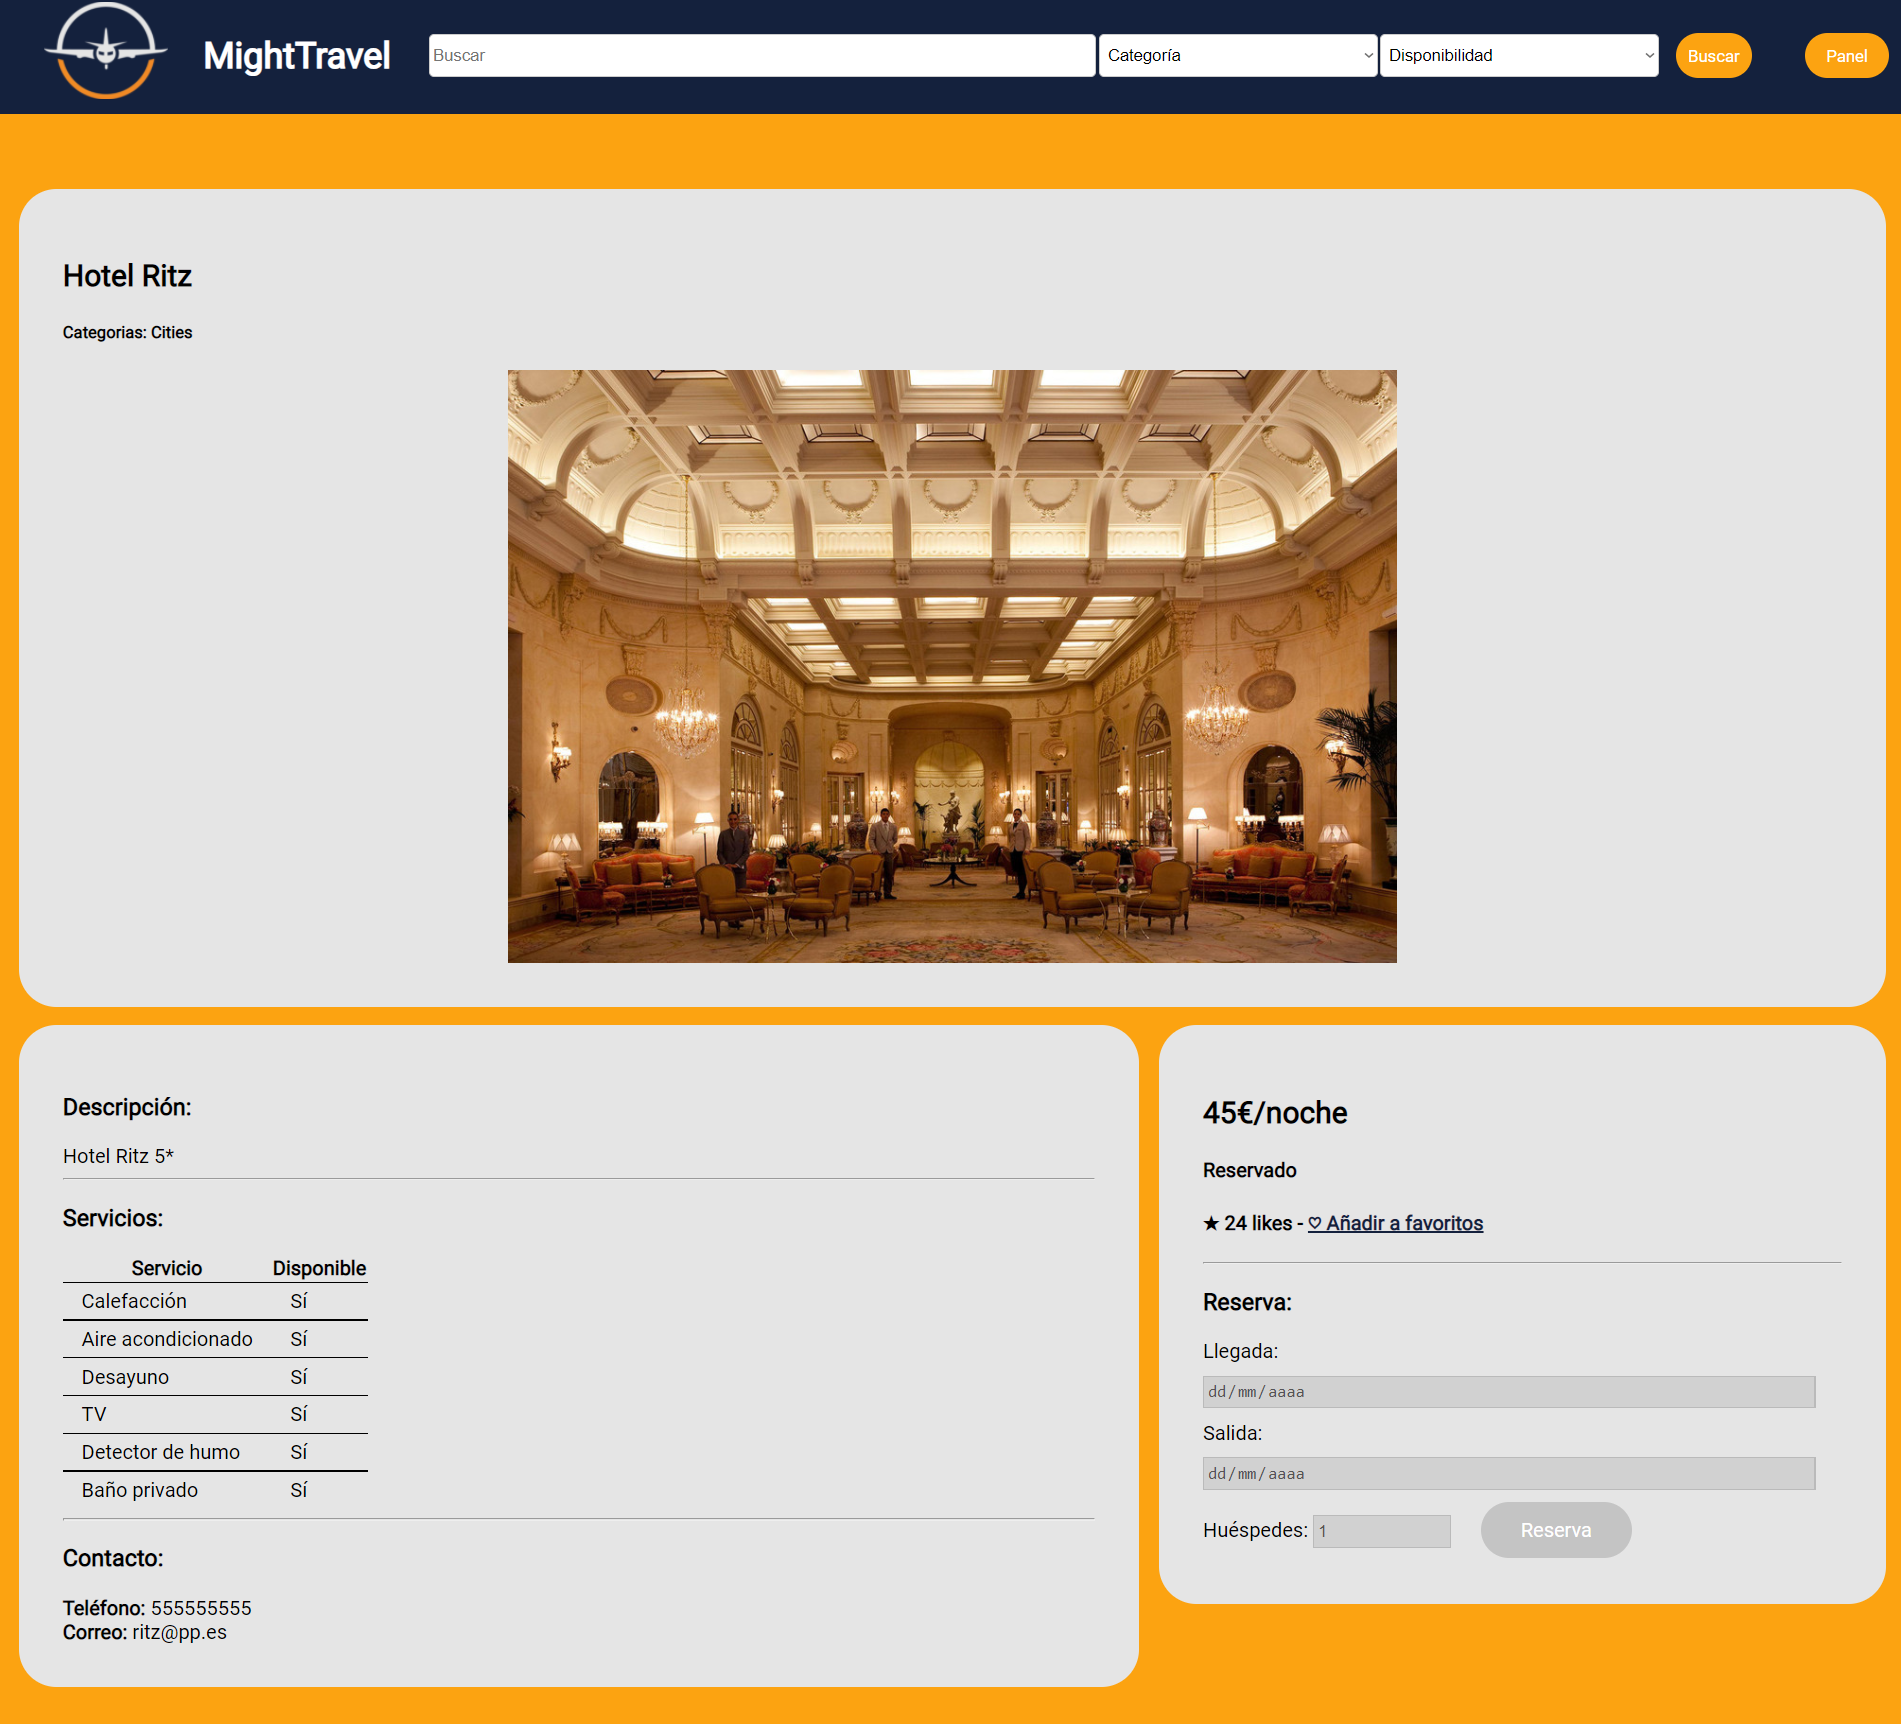 MightTravel
Buscar
Categoría
Disponibilidad
Buscar
Panel
Hotel Ritz
Categorias: Cities
Descripción:
Hotel Ritz 5*
Servicios:
Servicio Disponible
Calefacción Sí
Aire acondicionado Sí
Desayuno Sí
TV Sí
Detector de humo Sí
Baño privado Sí
Contacto:
Teléfono: 555555555
Correo: ritz@pp.es
45€/noche
Reservado
★ 24 likes - ♡ Añadir a favoritos
Reserva:
Llegada:
dd/mm/aaaa
Salida:
dd/mm/aaaa
Huéspedes: 1
Reserva